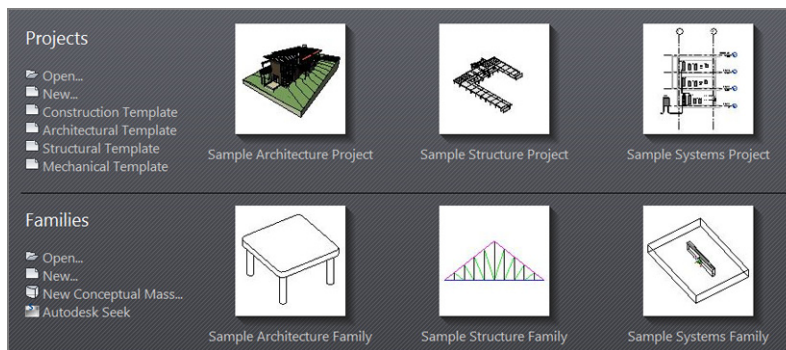 Projects
Open...
New...
Construction Template
Architectural Template
Structural Template
Mechanical Template
Sample Architecture Project
Sample Structure Project
Sample Systems Project
Families
Open...
New...
New Conceptual Mass...
Autodesk Seek
Sample Architecture Family
Sample Structure Family
Sample Systems Family